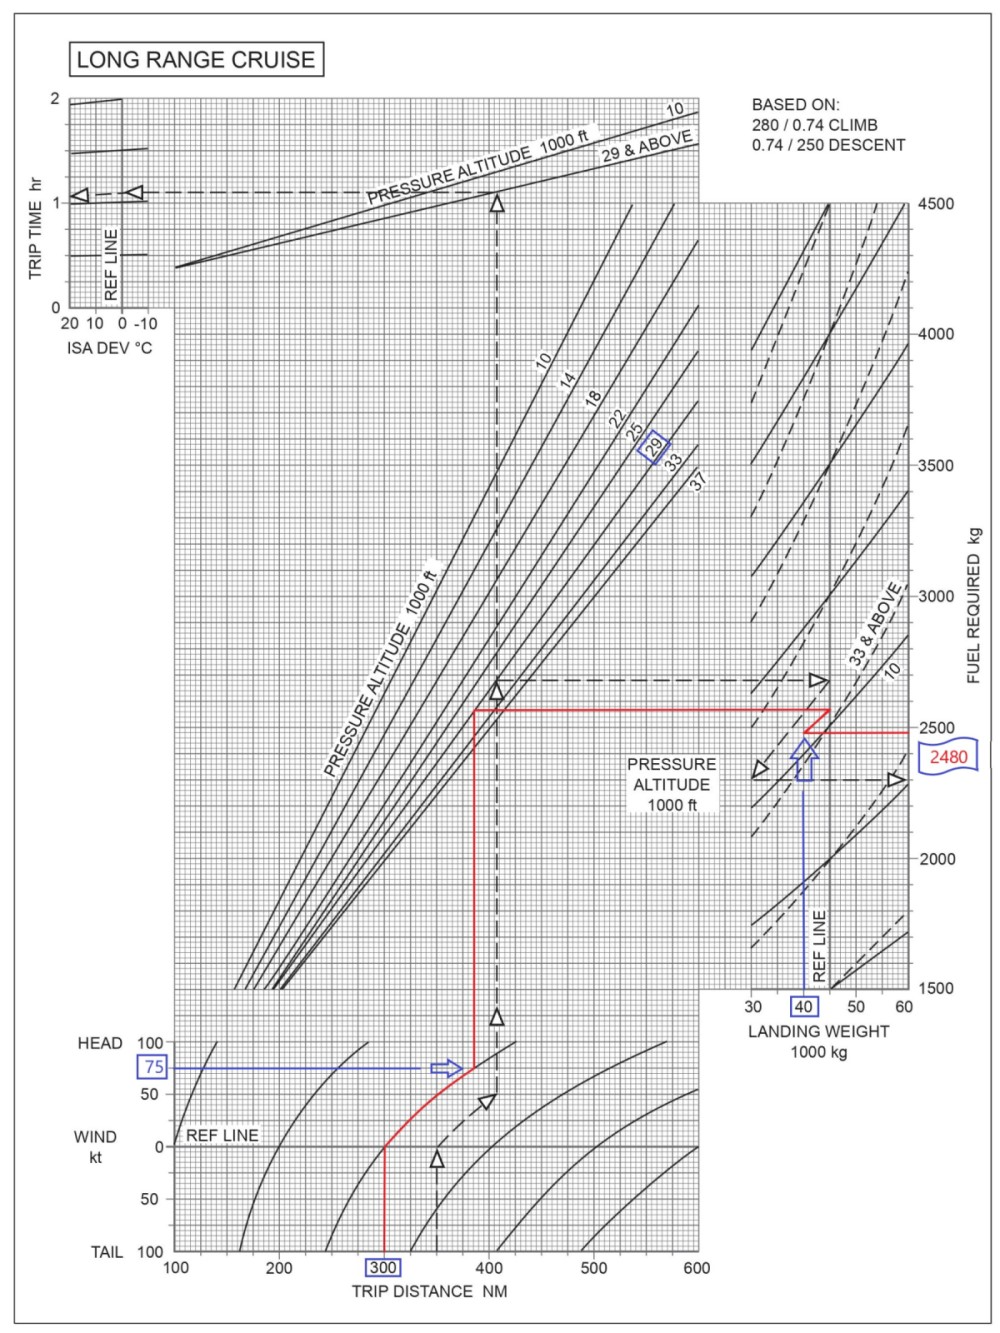 LONG RANGE CRUISE
BASED ON:
280 / 0.74 CLIMB
0.74 / 250 DESCENT
2
1
0
TRIP TIME hr
REF LINE
20 10 0 -10
ISA DEV °C
PRESSURE ALTITUDE 1000 ft
10
29 & ABOVE
4500
4000
3500
3000
2500
2000
1500
FUEL REQUIRED kg
2480
10
14
18
22
25
29
33
37
PRESSURE ALTITUDE 1000 ft
33 & ABOVE
10
PRESSURE
ALTITUDE
1000 ft
REF LINE
30 40 50 60
LANDING WEIGHT
1000 kg
HEAD 100
75
50
WIND
kt
0
REF LINE
50
TAIL 100
100 200 300 400 500 600
TRIP DISTANCE NM